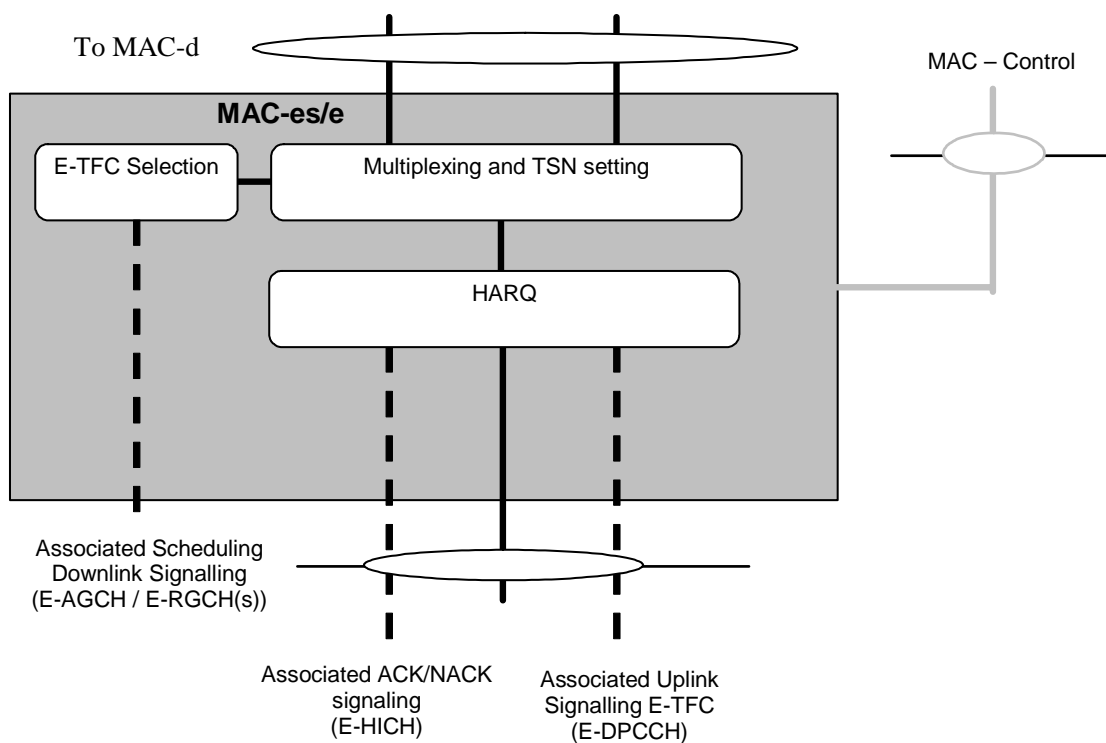 To MAC-d
MAC – Control
MAC-es/e
E-TFC Selection
Multiplexing and TSN setting
HARQ
Associated Scheduling
Downlink Signalling
(E-AGCH / E-RGCH(s))
Associated ACK/NACK
signaling
(E-HICH)
Associated Uplink
Signalling E-TFC
(E-DPCCH)